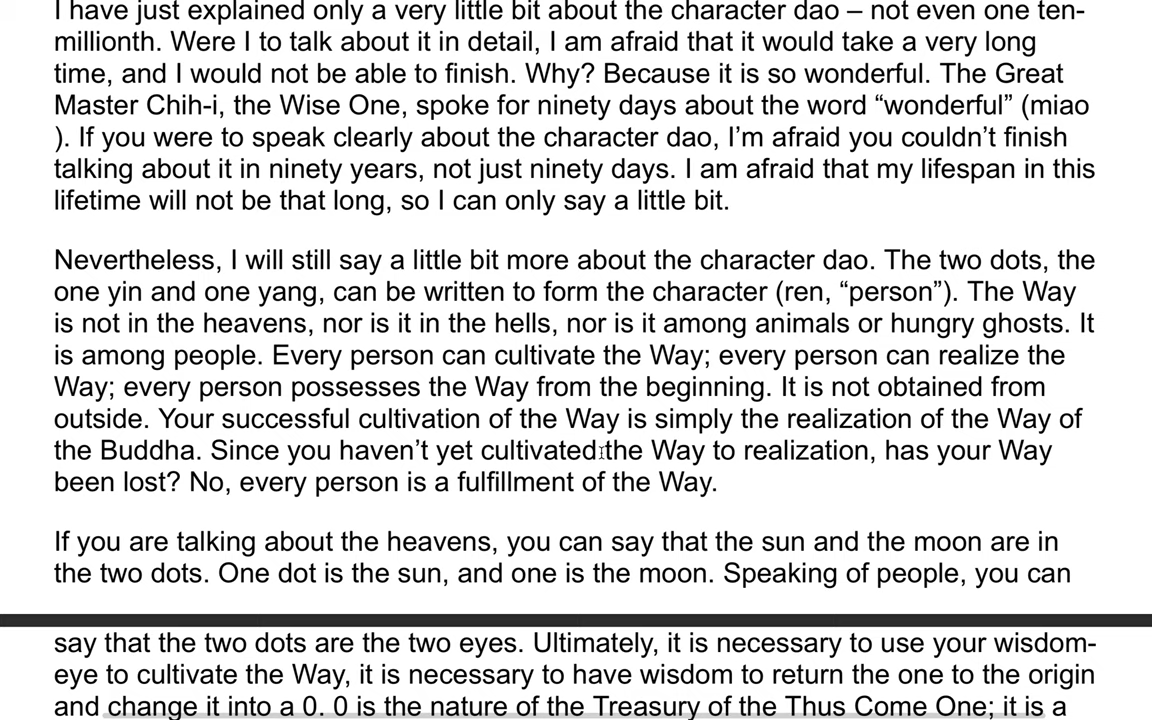 I have just explained only a very little bit about the character dao – not even one ten-
millionth. Were I to talk about it in detail, I am afraid that it would take a very long
time, and I would not be able to finish. Why? Because it is so wonderful. The Great
Master Chih-i, the Wise One, spoke for ninety days about the word “wonderful” (miao
). If you were to speak clearly about the character dao, I’m afraid you couldn’t finish
talking about it in ninety years, not just ninety days. I am afraid that my lifespan in this
lifetime will not be that long, so I can only say a little bit.
Nevertheless, I will still say a little bit more about the character dao. The two dots, the
one yin and one yang, can be written to form the character (ren, “person”). The Way
is not in the heavens, nor is it in the hells, nor is it among animals or hungry ghosts. It
is among people. Every person can cultivate the Way; every person can realize the
Way; every person possesses the Way from the beginning. It is not obtained from
outside. Your successful cultivation of the Way is simply the realization of the Way of
the Buddha. Since you haven’t yet cultivated the Way to realization, has your Way
been lost? No, every person is a fulfillment of the Way.
If you are talking about the heavens, you can say that the sun and the moon are in
the two dots. One dot is the sun, and one is the moon. Speaking of people, you can
say that the two dots are the two eyes. Ultimately, it is necessary to use your wisdom-
eye to cultivate the Way, it is necessary to have wisdom to return the one to the origin
and change it into a 0. 0 is the nature of the Treasury of the Thus Come One; it is a